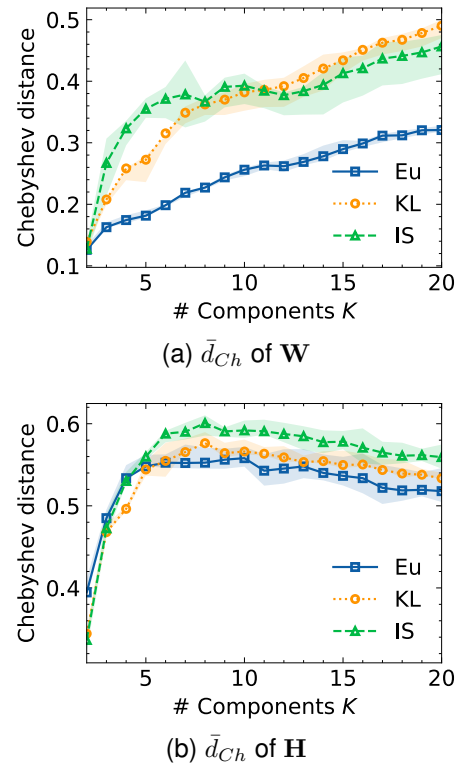 0.5
0.4
0.3
0.2
0.1
Chebyshev distance
Eu
KL
IS
5 10 15 20
# Components K
(a) d̄_Ch of W
0.6
0.5
0.4
Chebyshev distance
Eu
KL
IS
5 10 15 20
# Components K
(b) d̄_Ch of H